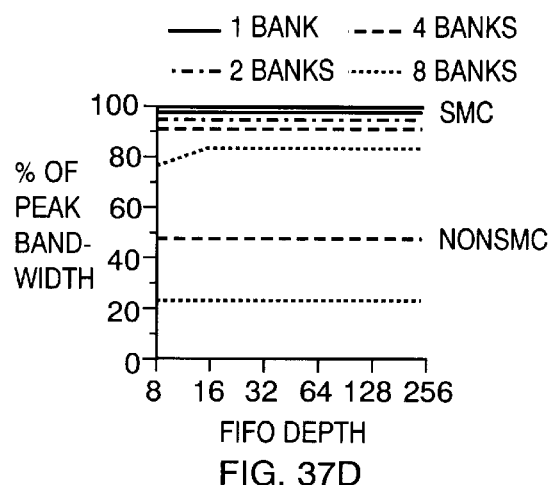 1 BANK 4 BANKS
2 BANKS 8 BANKS
100 SMC
80
% OF
PEAK
BAND-
WIDTH
60
NONSMC
40
20
0
8 16 32 64 128 256
FIFO DEPTH
FIG. 37D